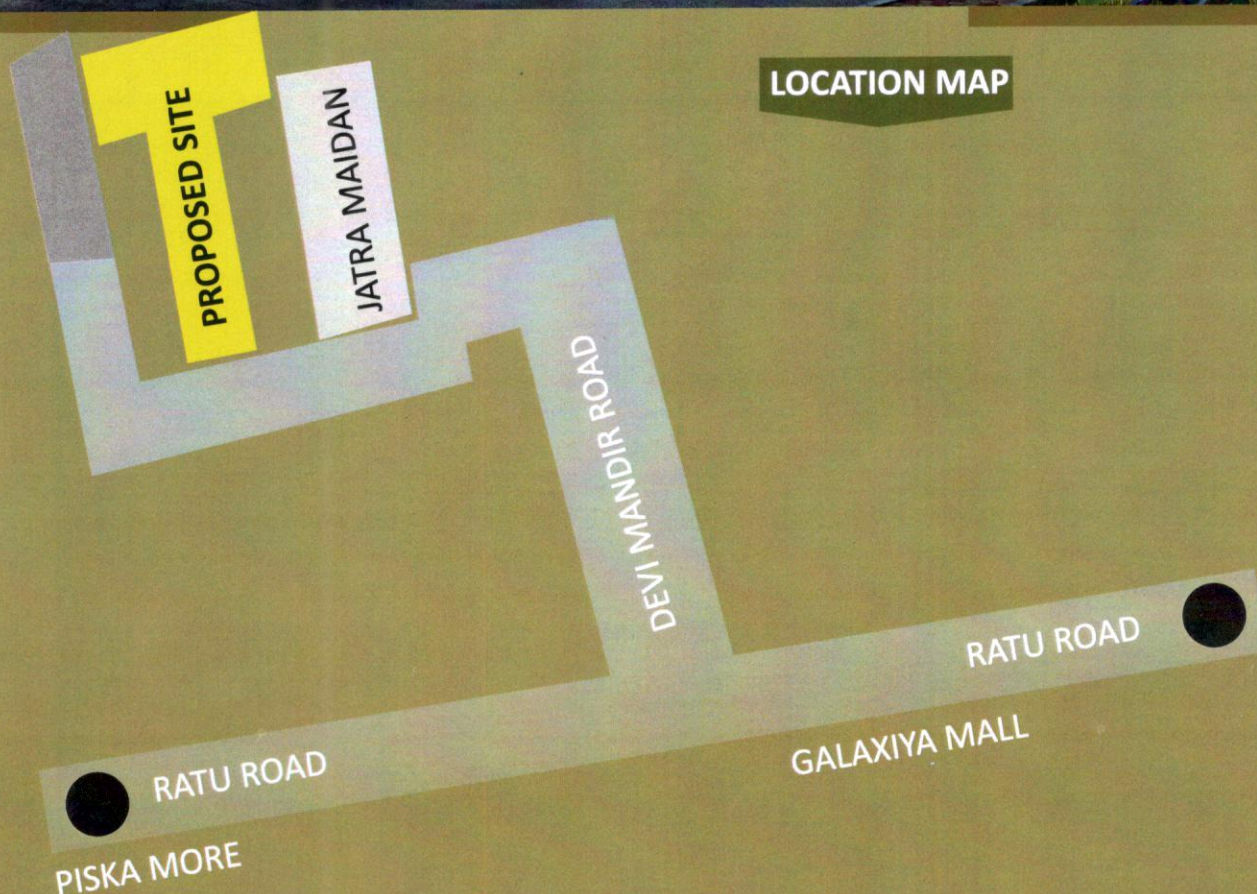 LOCATION MAP
PROPOSED SITE
JATRA MAIDAN
DEVI MANDIR ROAD
RATU ROAD
GALAXIYA MALL
RATU ROAD
PISKA MORE